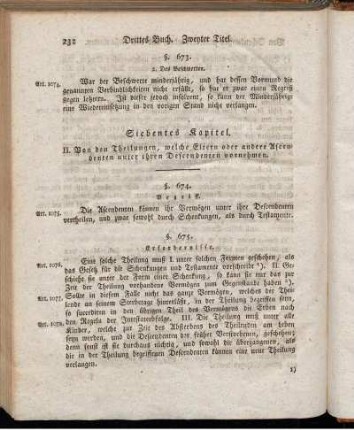 232 Drittes Buch. Zweyter Titel.
§. 673.
2. Des Beschwerten.
Art. 1074. War der Beschwerte minderjährig, und hat dessen Vormund die
genannten Verbindlichkeiten nicht erfüllt, so hat er zwar einen Regreß
gegen letztern. Ist dieser jedoch insolvent, so kann der Minderjährige
eine Wiedereinsetzung in den vorigen Stand nicht verlangen.
Siebentes Kapitel.
II. Von den Theilungen, welche Eltern oder andere Ascen-
denten unter ihren Descendenten vornehmen.
§. 674.
Begriff.
Art. 1075. Die Ascendenten können ihr Vermögen unter ihre Descendenten
vertheilen, und zwar sowohl durch Schenkungen, als durch Testamente.
§. 675.
Erfordernisse.
Art. 1076. Eine solche Theilung muß I. unter solchen Formen geschehen, als
das Gesetz für die Schenkungen und Testamente vorschreibt ¹). II. Ge-
schieht sie unter der Form einer Schenkung, so kann sie nur das zur
Zeit der Theilung vorhandene Vermögen zum Gegenstande haben ²).
Art. 1077. Sollte in diesem Falle nicht das ganze Vermögen, welches der Thei-
lende an seinem Sterbetage hinterläßt, in der Theilung begriffen seyn,
so succediren in den übrigen Theil des Vermögens die Erben nach
Art. 1078. den Regeln der Intestaterbfolge. III. Die Theilung muß unter alle
Kinder, welche zur Zeit des Absterbens des Theilenden am Leben
seyn werden, und die Descendenten der früher Verstorbenen, geschehen;
denn sonst ist sie durchaus nichtig, und sowohl die übergangenen, als
die in der Theilung begriffenen Descendenten können eine neue Theilung
verlangen.
1)